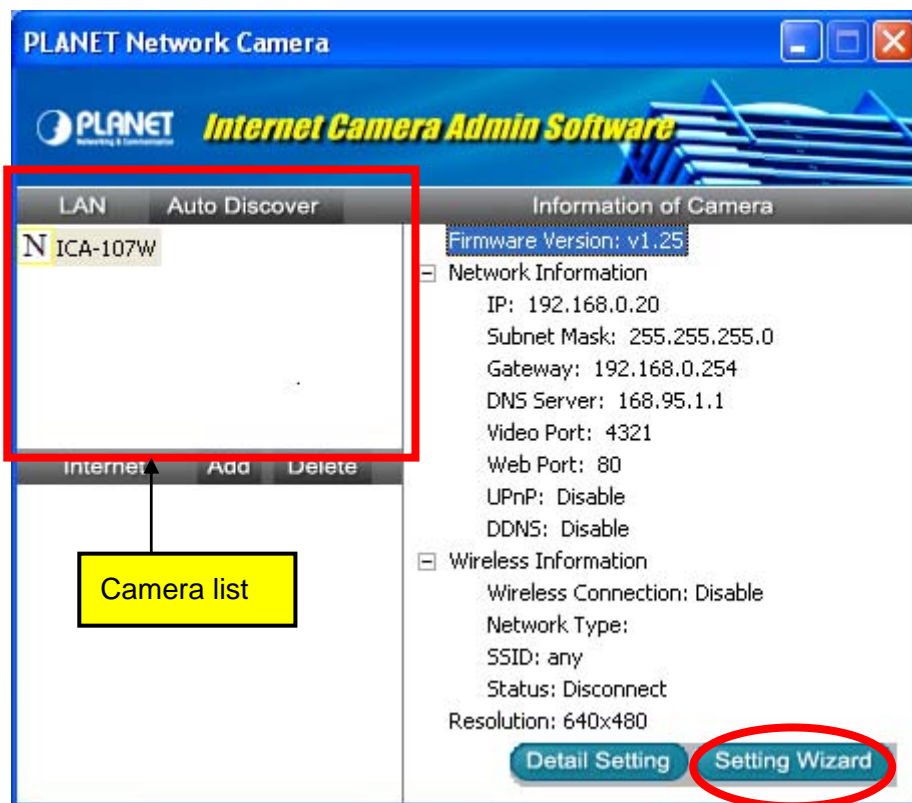 PLANET Network Camera
PLANET Internet Camera Admin Software
Networking & Communication
LAN Auto Discover
N ICA-107W
Internet Add Delete
Camera list
Information of Camera
Firmware Version: v1.25
Network Information
IP: 192.168.0.20
Subnet Mask: 255.255.255.0
Gateway: 192.168.0.254
DNS Server: 168.95.1.1
Video Port: 4321
Web Port: 80
UPnP: Disable
DDNS: Disable
Wireless Information
Wireless Connection: Disable
Network Type:
SSID: any
Status: Disconnect
Resolution: 640x480
Detail Setting Setting Wizard